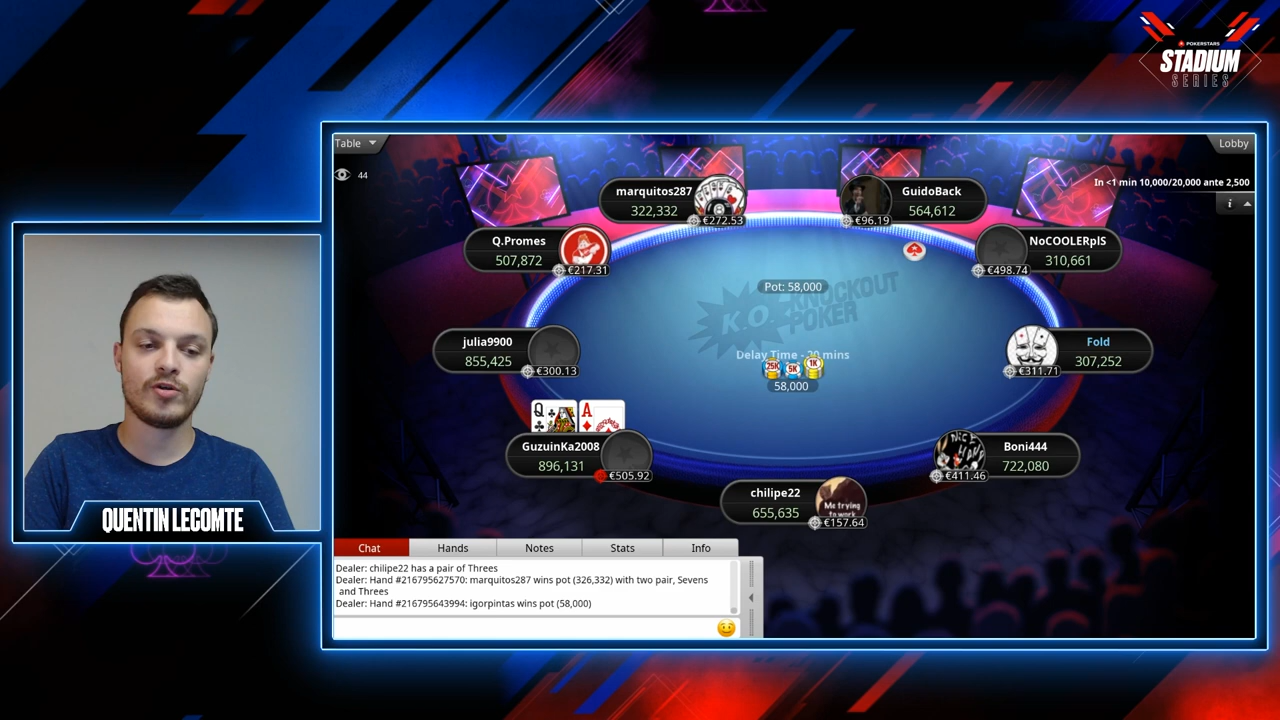 POKERSTARS
STADIUM
SERIES
Table
Lobby
44
In <1 min 10,000/20,000 ante 2,500
i
marquitos287
322,332
€272.53
GuidoBack
564,612
€96.19
Q.Promes
507,872
€217.31
NoCOOLERplS
310,661
€498.74
Pot: 58,000
K.O. KNOCKOUT
POKER
julia9900
855,425
€300.13
Delay Time - 20 mins
25K 5K 1K
58,000
Fold
307,252
€311.71
Q A
GuzuinKa2008
896,131
€505.92
Boni444
722,080
€411.46
chilipe22
655,635
Me trying
to work
€157.64
QUENTIN LECOMTE
Chat Hands Notes Stats Info
Dealer: chilipe22 has a pair of Threes
Dealer: Hand #216795627570: marquitos287 wins pot (326,332) with two pair, Sevens
and Threes
Dealer: Hand #216795643994: igorpintas wins pot (58,000)